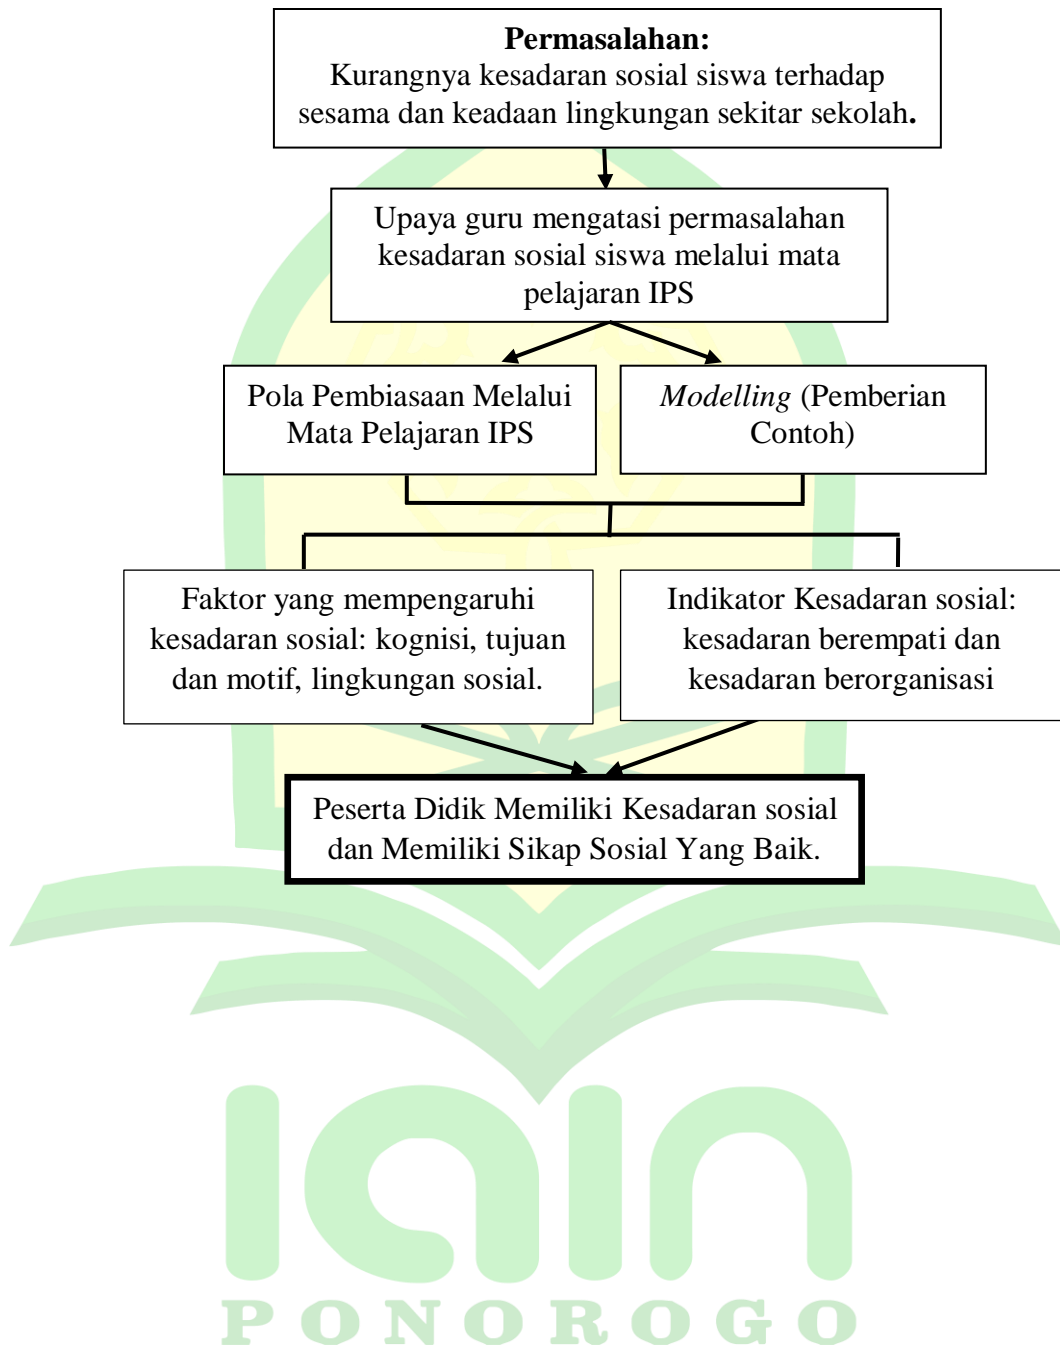 Permasalahan:
Kurangnya kesadaran sosial siswa terhadap
sesama dan keadaan lingkungan sekitar sekolah.
Upaya guru mengatasi permasalahan
kesadaran sosial siswa melalui mata
pelajaran IPS
Pola Pembiasaan Melalui
Mata Pelajaran IPS
Modelling (Pemberian
Contoh)
Faktor yang mempengaruhi
kesadaran sosial: kognisi, tujuan
dan motif, lingkungan sosial.
Indikator Kesadaran sosial:
kesadaran berempati dan
kesadaran berorganisasi
Peserta Didik Memiliki Kesadaran sosial
dan Memiliki Sikap Sosial Yang Baik.
iain
PONOROGO